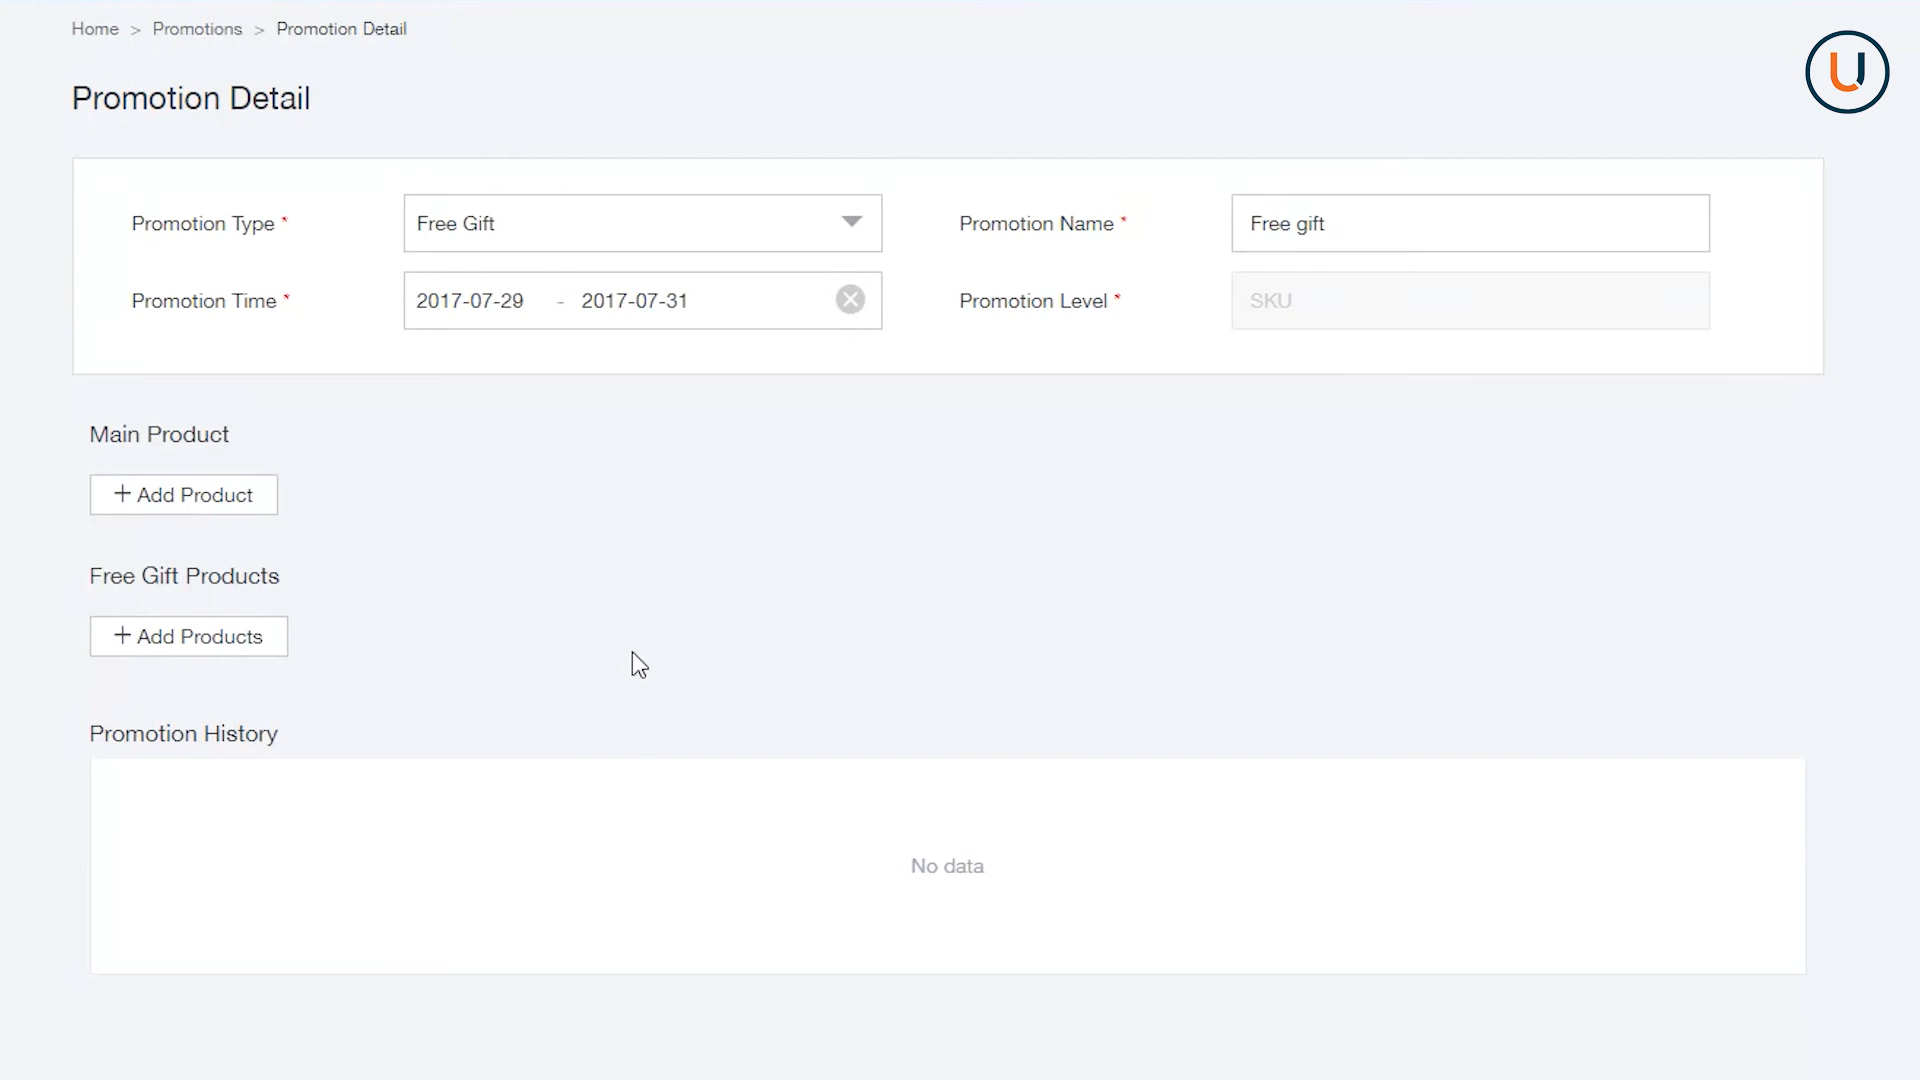 Home > Promotions > Promotion Detail
U
Promotion Detail
Promotion Type * Free Gift Promotion Name * Free gift
Promotion Time * 2017-07-29 - 2017-07-31 Promotion Level * SKU
Main Product
+ Add Product
Free Gift Products
+ Add Products
Promotion History
No data